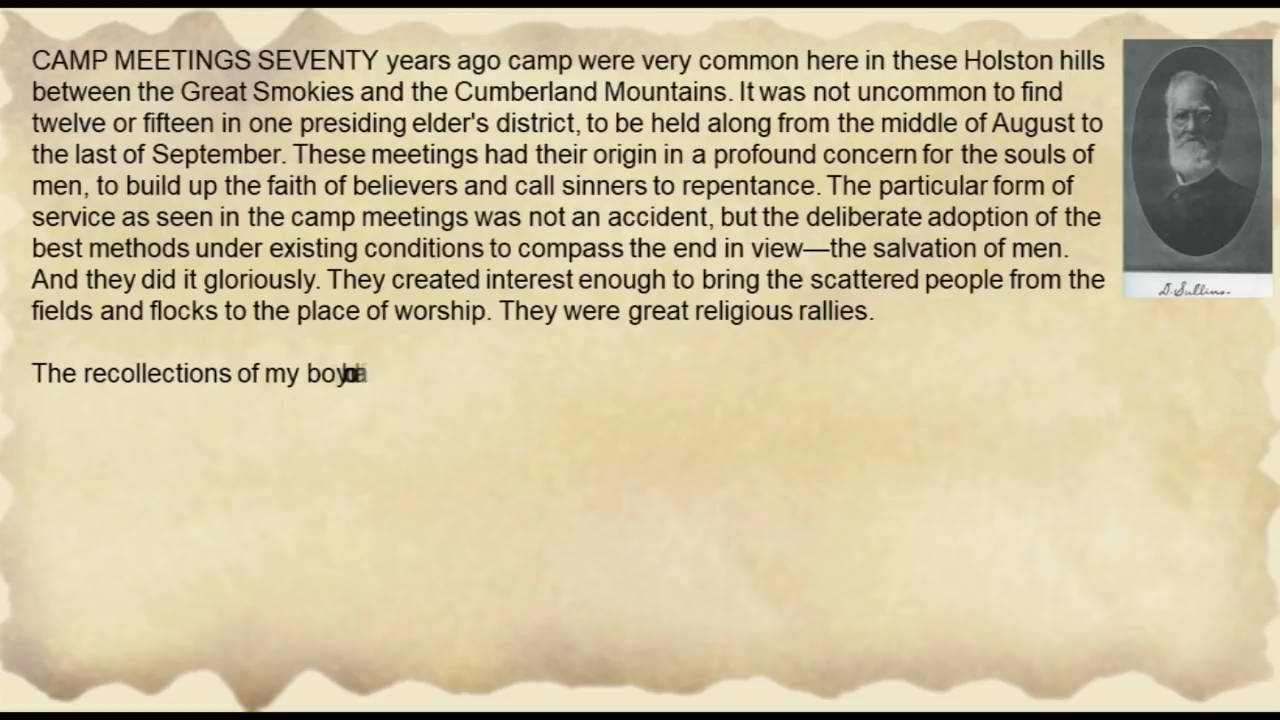 CAMP MEETINGS SEVENTY years ago camp were very common here in these Holston hills
between the Great Smokies and the Cumberland Mountains. It was not uncommon to find
twelve or fifteen in one presiding elder's district, to be held along from the middle of August to
the last of September. These meetings had their origin in a profound concern for the souls of
men, to build up the faith of believers and call sinners to repentance. The particular form of
service as seen in the camp meetings was not an accident, but the deliberate adoption of the
best methods under existing conditions to compass the end in view—the salvation of men.
And they did it gloriously. They created interest enough to bring the scattered people from the
fields and flocks to the place of worship. They were great religious rallies.
The recollections of my
D. Sullins.